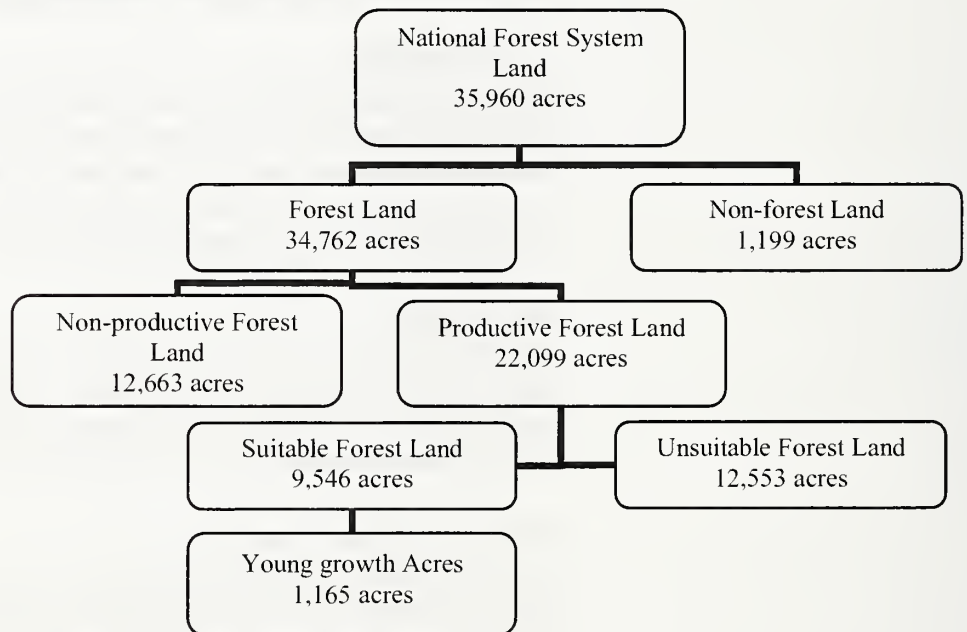 National Forest System
Land
35,960 acres
Forest Land
34,762 acres
Non-forest Land
1,199 acres
Non-productive Forest
Land
12,663 acres
Productive Forest Land
22,099 acres
Suitable Forest Land
9,546 acres
Unsuitable Forest Land
12,553 acres
Young growth Acres
1,165 acres